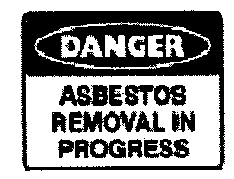 DANGER
ASBESTOS
REMOVAL IN
PROGRESS